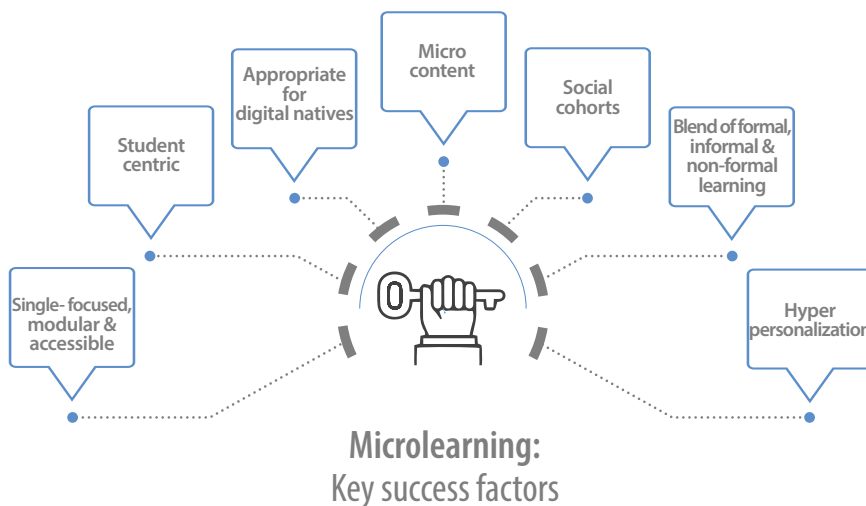 Single- focused,
modular &
accessible
Student
centric
Appropriate
for
digital natives
Micro
content
Social
cohorts
Blend of formal,
informal &
non-formal
learning
Hyper
personalization
Microlearning:
Key success factors